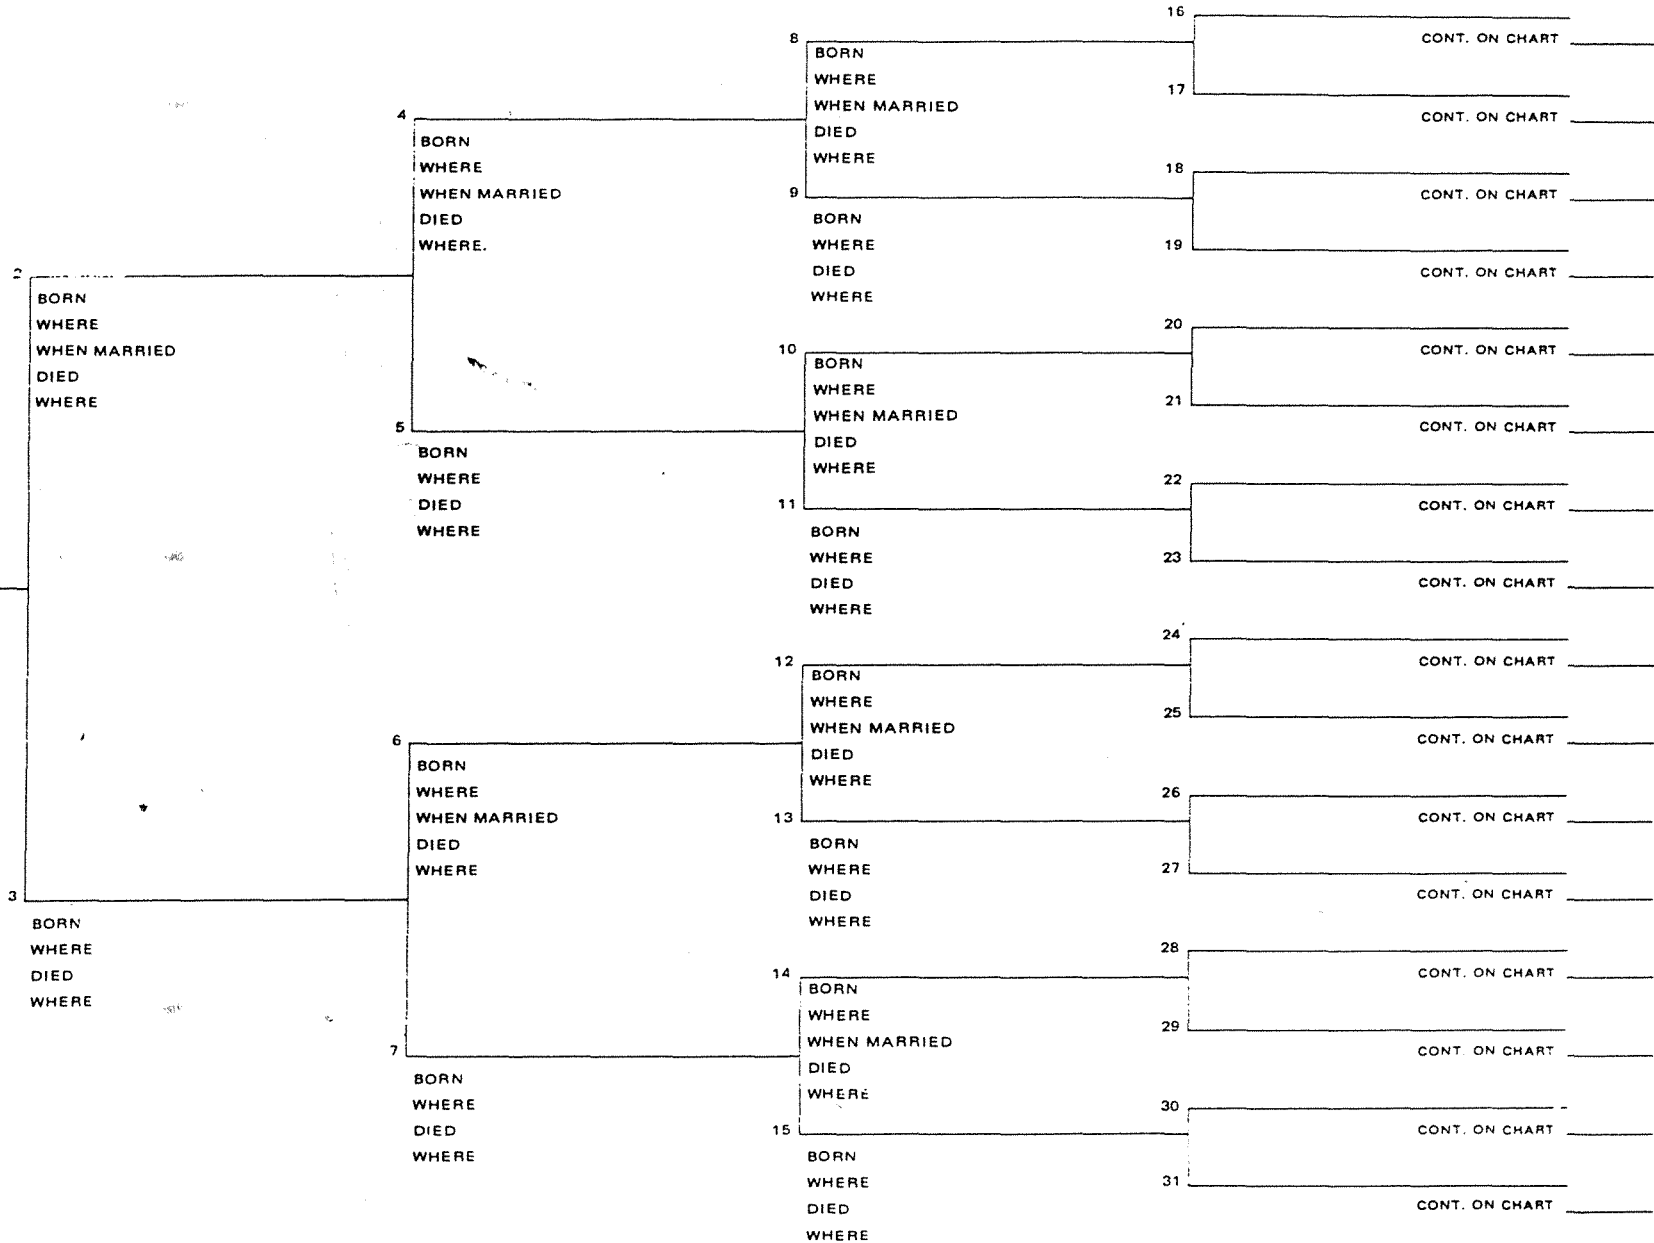 2
BORN
WHERE
WHEN MARRIED
DIED
WHERE
3
BORN
WHERE
DIED
WHERE
4
BORN
WHERE
WHEN MARRIED
DIED
WHERE.
5
BORN
WHERE
DIED
WHERE
6
BORN
WHERE
WHEN MARRIED
DIED
WHERE
7
BORN
WHERE
DIED
WHERE
8
BORN
WHERE
WHEN MARRIED
DIED
WHERE
9
BORN
WHERE
DIED
WHERE
10
BORN
WHERE
WHEN MARRIED
DIED
WHERE
11
BORN
WHERE
DIED
WHERE
12
BORN
WHERE
WHEN MARRIED
DIED
WHERE
13
BORN
WHERE
DIED
WHERE
14
BORN
WHERE
WHEN MARRIED
DIED
WHERE
15
BORN
WHERE
DIED
WHERE
16
CONT. ON CHART
17
CONT. ON CHART
18
CONT. ON CHART
19
CONT. ON CHART
20
CONT. ON CHART
21
CONT. ON CHART
22
CONT. ON CHART
23
CONT. ON CHART
24
CONT. ON CHART
25
CONT. ON CHART
26
CONT. ON CHART
27
CONT. ON CHART
28
CONT. ON CHART
29
CONT. ON CHART
30
CONT. ON CHART
31
CONT. ON CHART